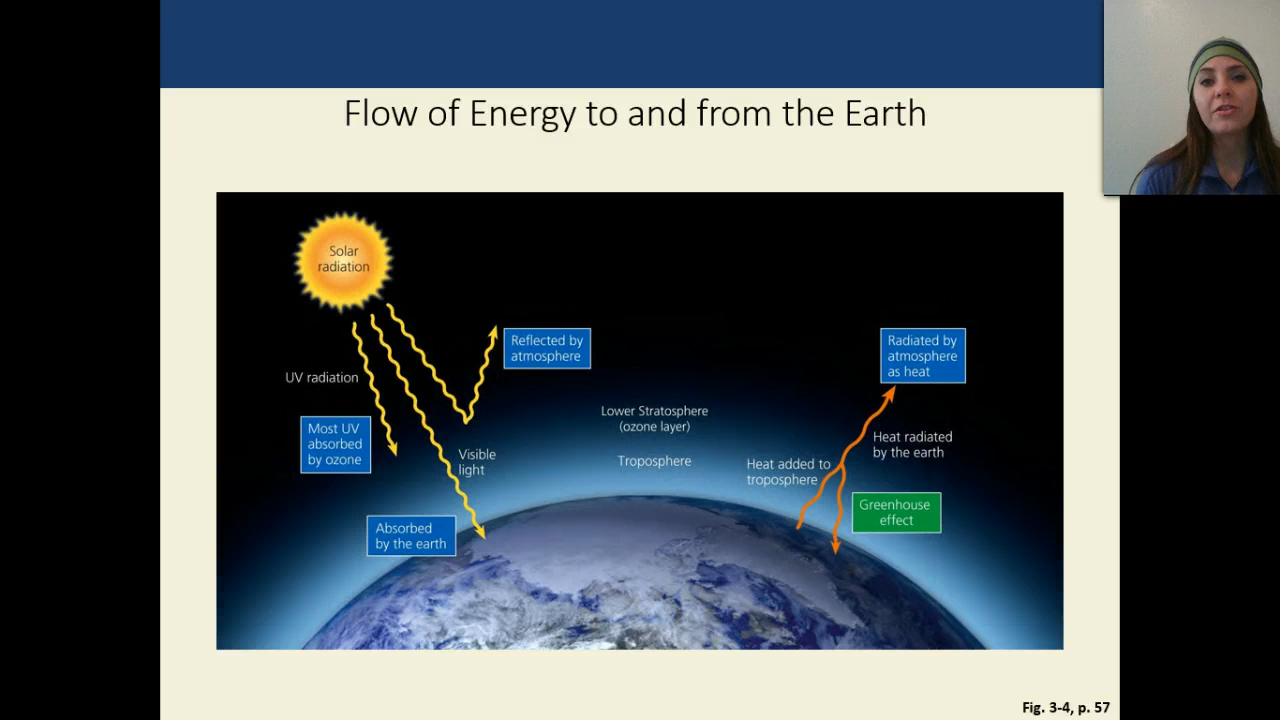 Flow of Energy to and from the Earth
Solar
radiation
Reflected by
atmosphere
Radiated by
atmosphere
as heat
UV radiation
Lower Stratosphere
(ozone layer)
Most UV
absorbed
by ozone
Visible
light
Troposphere
Heat added to
troposphere
Heat radiated
by the earth
Greenhouse
effect
Absorbed
by the earth
Fig. 3-4, p. 57